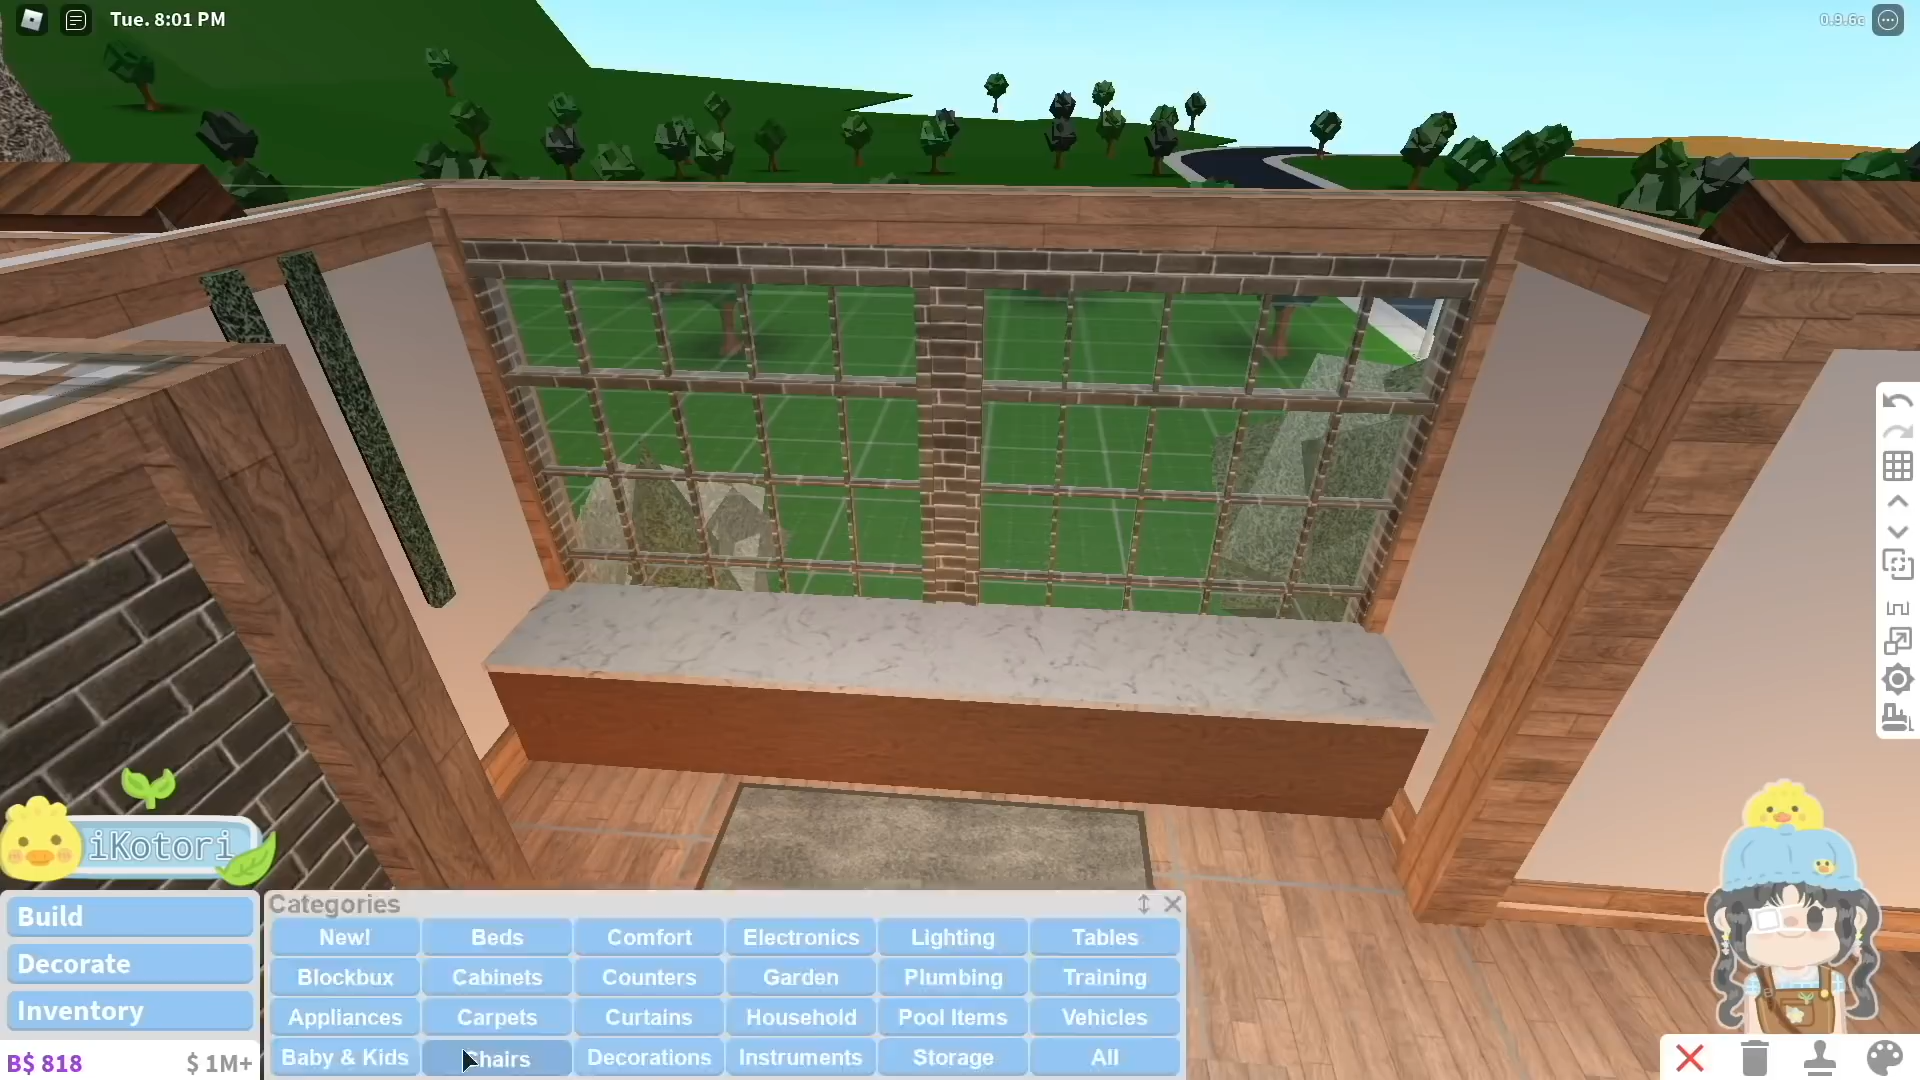 Tue. 8:01 PM
0.9.6c
iKotori
Build
Decorate
Inventory
B$ 818
$ 1M+
Categories
New! Beds Comfort Electronics Lighting Tables
Blockbux Cabinets Counters Garden Plumbing Training
Appliances Carpets Curtains Household Pool Items Vehicles
Baby & Kids Chairs Decorations Instruments Storage All